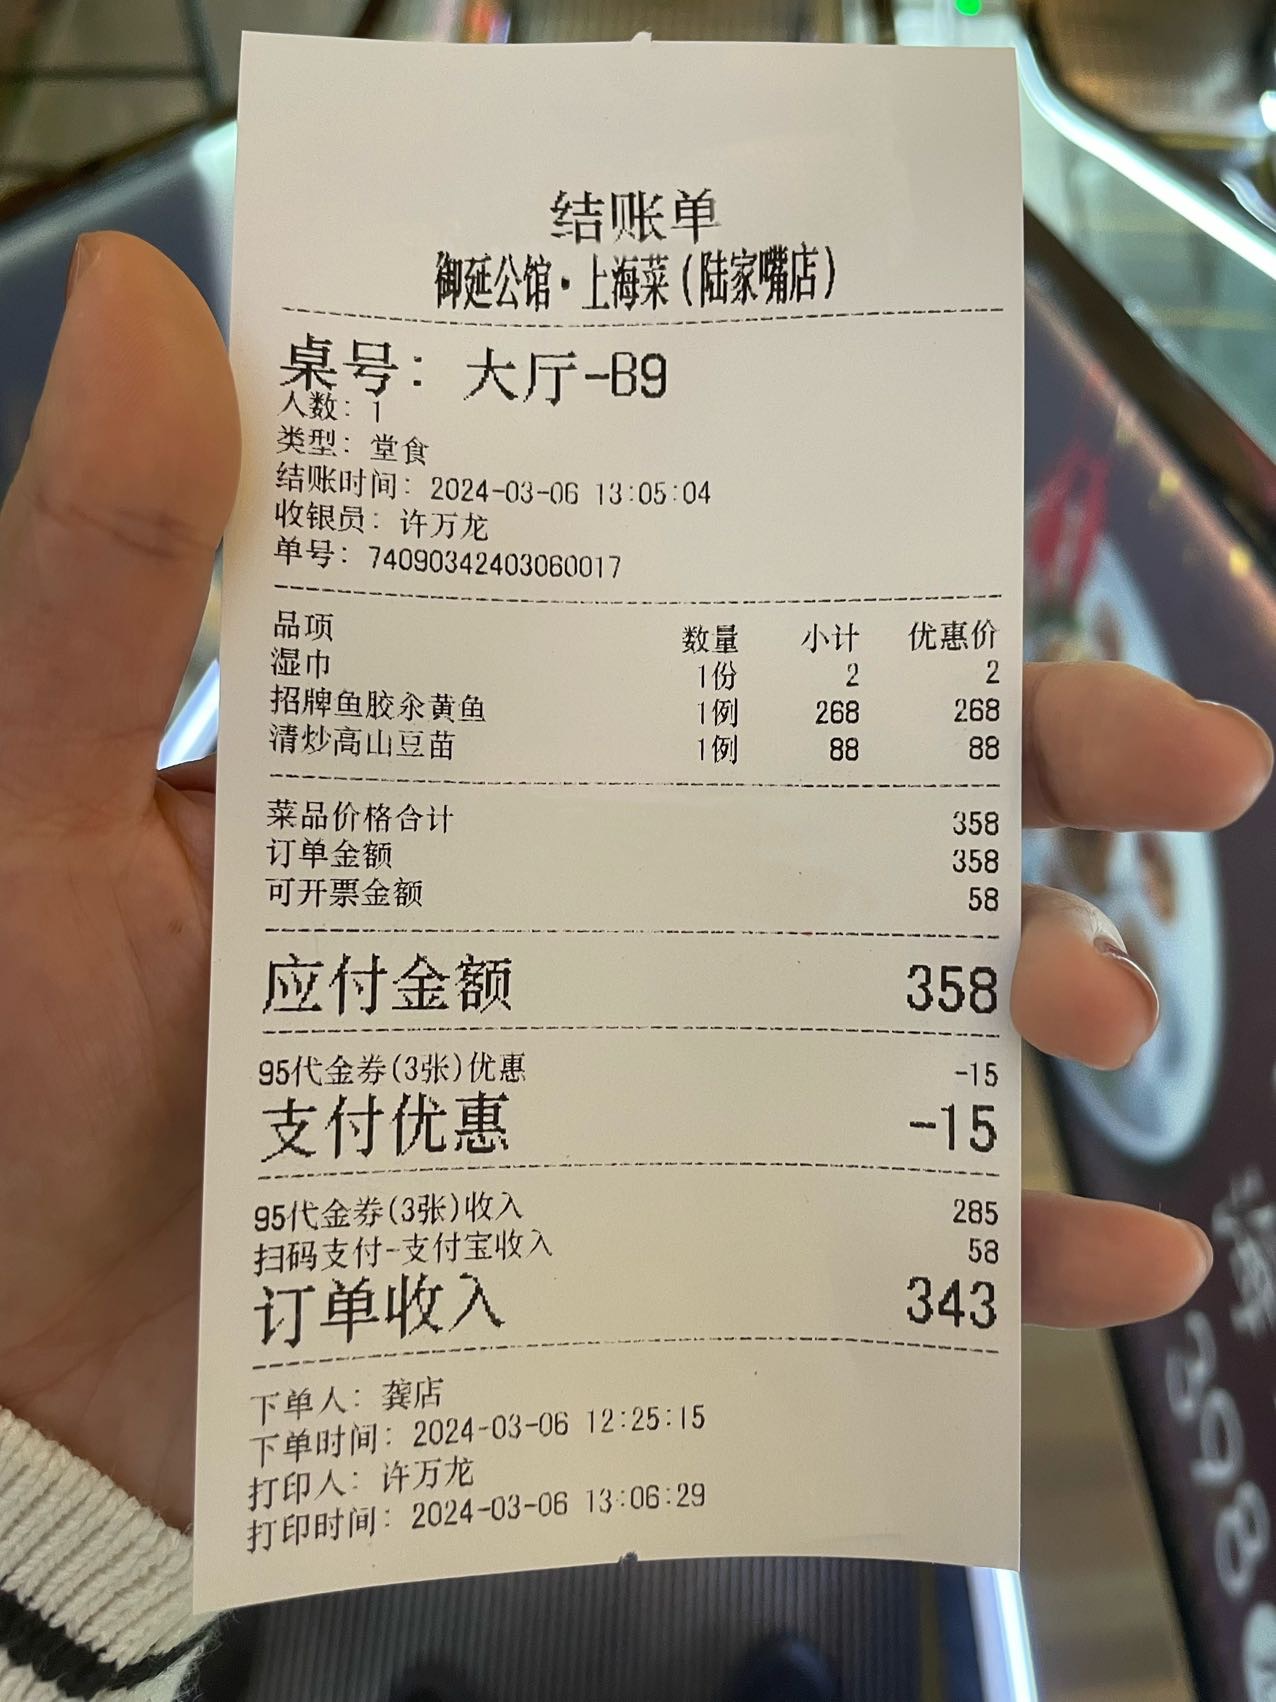 结账单
御延公馆·上海菜(陆家嘴店)
桌号: 大厅-B9
人数: 1
类型: 堂食
结账时间: 2024-03-06 13:05:04
收银员: 许万龙
单号: 74090342403060017
品项 数量 小计 优惠价
湿巾 1份 2 2
招牌鱼胶汆黄鱼 1例 268 268
清炒高山豆苗 1例 88 88
菜品价格合计 358
订单金额 358
可开票金额 58
应付金额 358
95代金券(3张)优惠 -15
支付优惠 -15
95代金券(3张)收入 285
扫码支付-支付宝收入 58
订单收入 343
下单人: 龚店
下单时间: 2024-03-06 12:25:15
打印人: 许万龙
打印时间: 2024-03-06 13:06:29
398